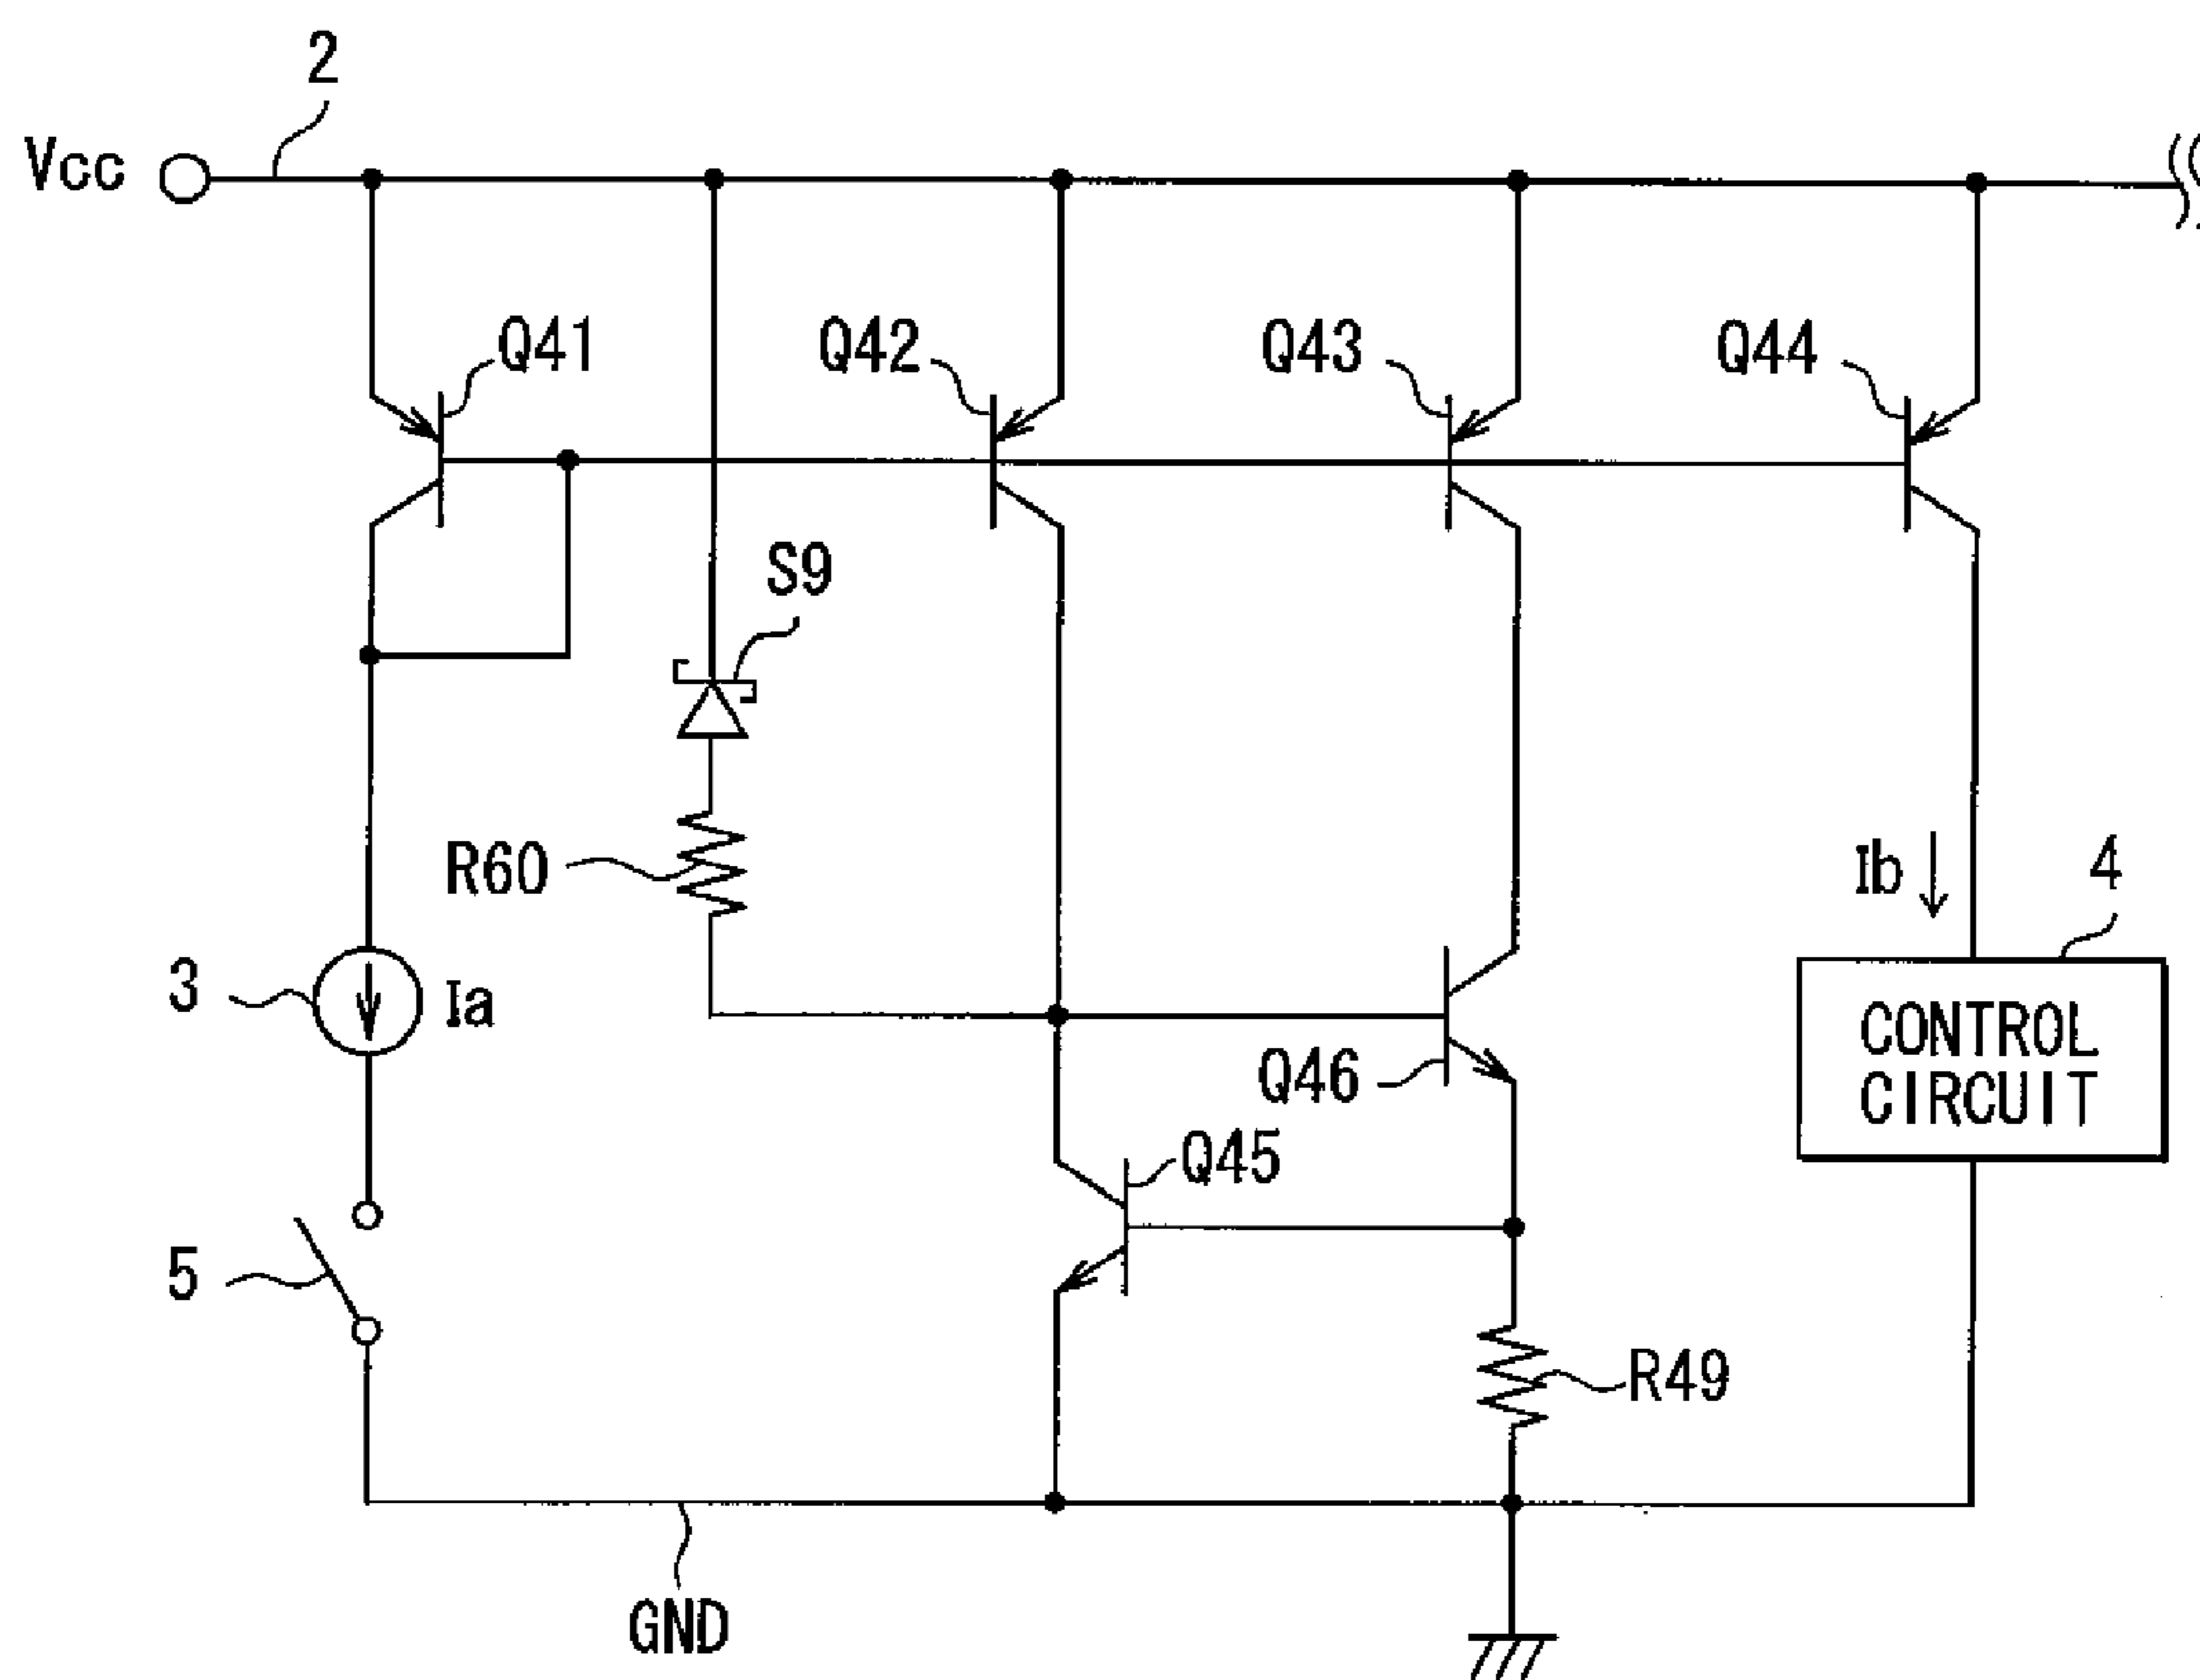 2
Vcc
Q41
Q42
Q43
Q44
S9
R60
Ib
4
3
Ia
CONTROL
CIRCUIT
Q46
Q45
5
R49
GND